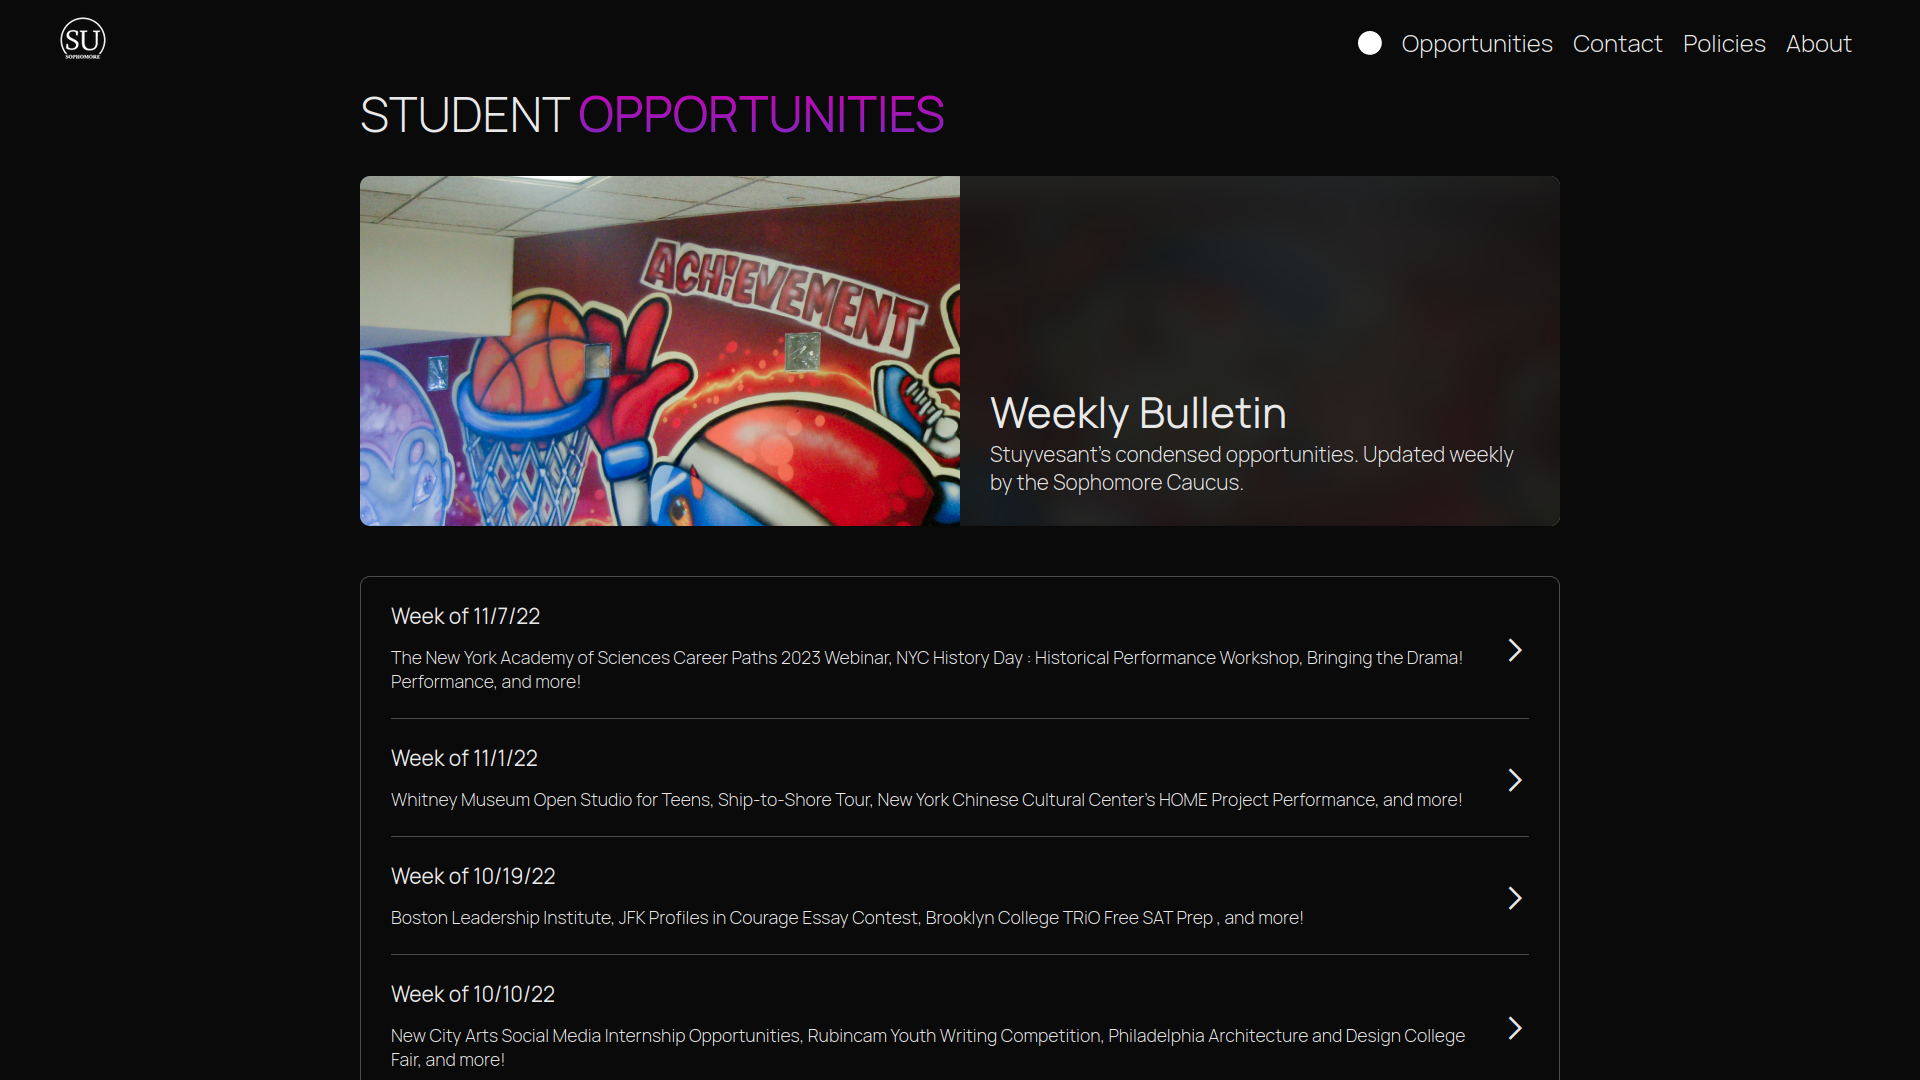 SU
SOPHOMORE
Opportunities Contact Policies About
STUDENT OPPORTUNITIES
ACHIEVEMENT
Weekly Bulletin
Stuyvesant's condensed opportunities. Updated weekly
by the Sophomore Caucus.
Week of 11/7/22
The New York Academy of Sciences Career Paths 2023 Webinar, NYC History Day : Historical Performance Workshop, Bringing the Drama!
Performance, and more!
Week of 11/1/22
Whitney Museum Open Studio for Teens, Ship-to-Shore Tour, New York Chinese Cultural Center's HOME Project Performance, and more!
Week of 10/19/22
Boston Leadership Institute, JFK Profiles in Courage Essay Contest, Brooklyn College TRiO Free SAT Prep , and more!
Week of 10/10/22
New City Arts Social Media Internship Opportunities, Rubincam Youth Writing Competition, Philadelphia Architecture and Design College
Fair, and more!